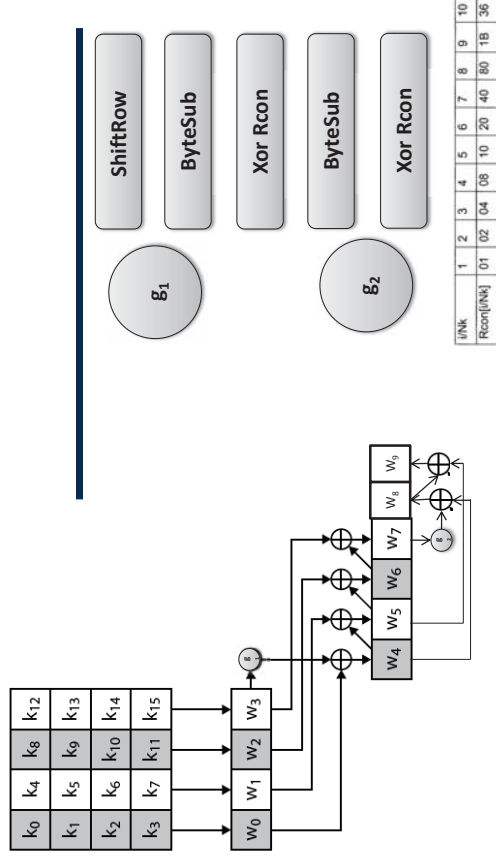 k₀ k₄ k₈ k₁₂
k₁ k₅ k₉ k₁₃
k₂ k₆ k₁₀ k₁₄
k₃ k₇ k₁₁ k₁₅
W₀ W₁ W₂ W₃
g
W₄ W₅ W₆ W₇ W₈ W₉
g
g₁
ShiftRow
ByteSub
Xor Rcon
g₂
ByteSub
Xor Rcon
i/Nk 1 2 3 4 5 6 7 8 9 10
Rcon[i/Nk] 01 02 04 08 10 20 40 80 1B 36